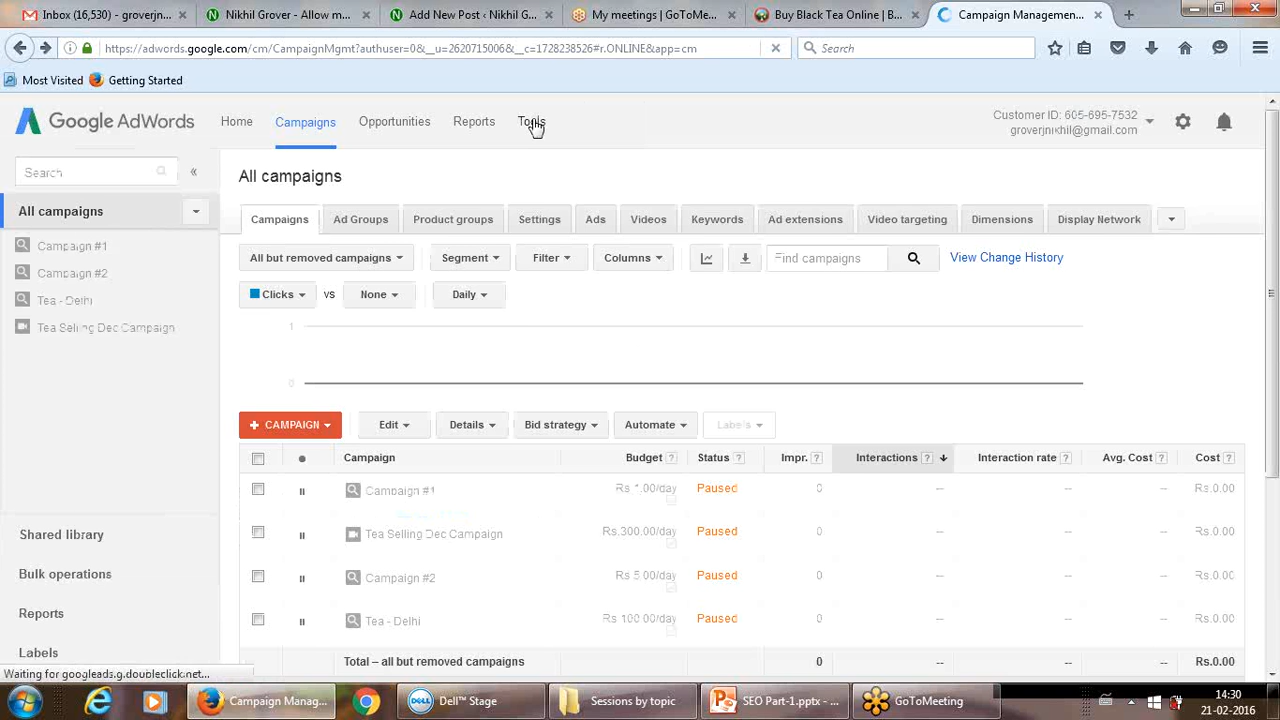 Inbox (16,530) - groverjn...
Nikhil Grover - Allow m...
Add New Post ‹ Nikhil G...
My meetings | GoToMe...
Buy Black Tea Online | B...
Campaign Management...
https://adwords.google.com/cm/CampaignMgmt?authuser=0&__u=2620715006&__c=1728238526#r.ONLINE&app=cm
Search
Most Visited
Getting Started
Google AdWords
Home
Campaigns
Opportunities
Reports
Tools
Customer ID: 605-695-7532
groverjnikhil@gmail.com
Search
All campaigns
Campaign #1
Campaign #2
Tea - Delhi
Tea Selling Dec Campaign
Shared library
Bulk operations
Reports
Labels
All campaigns
Campaigns
Ad Groups
Product groups
Settings
Ads
Videos
Keywords
Ad extensions
Video targeting
Dimensions
Display Network
All but removed campaigns
Segment
Filter
Columns
Find campaigns
View Change History
Clicks
vs
None
Daily
1
0
+ CAMPAIGN
Edit
Details
Bid strategy
Automate
Labels
Campaign Budget ? Status ? Impr. ? Interactions ? Interaction rate ? Avg. Cost ? Cost ?
Campaign #1 Paused 0 -- -- -- Rs.0.00
Tea Selling Dec Campaign Rs.300.00/day Paused 0 -- -- -- Rs.0.00
Campaign #2 Rs 5.00/day Paused 0 -- -- -- Rs.0.00
Tea - Delhi Rs 100.00/day Paused 0 -- -- -- Rs.0.00
Total – all but removed campaigns 0 -- -- -- Rs.0.00
Waiting for googleads.g.doubleclick.net...
Campaign Manag...
Dell™ Stage
Sessions by topic
SEO Part-1.pptx - ...
GoToMeeting
14:30
21-02-2016